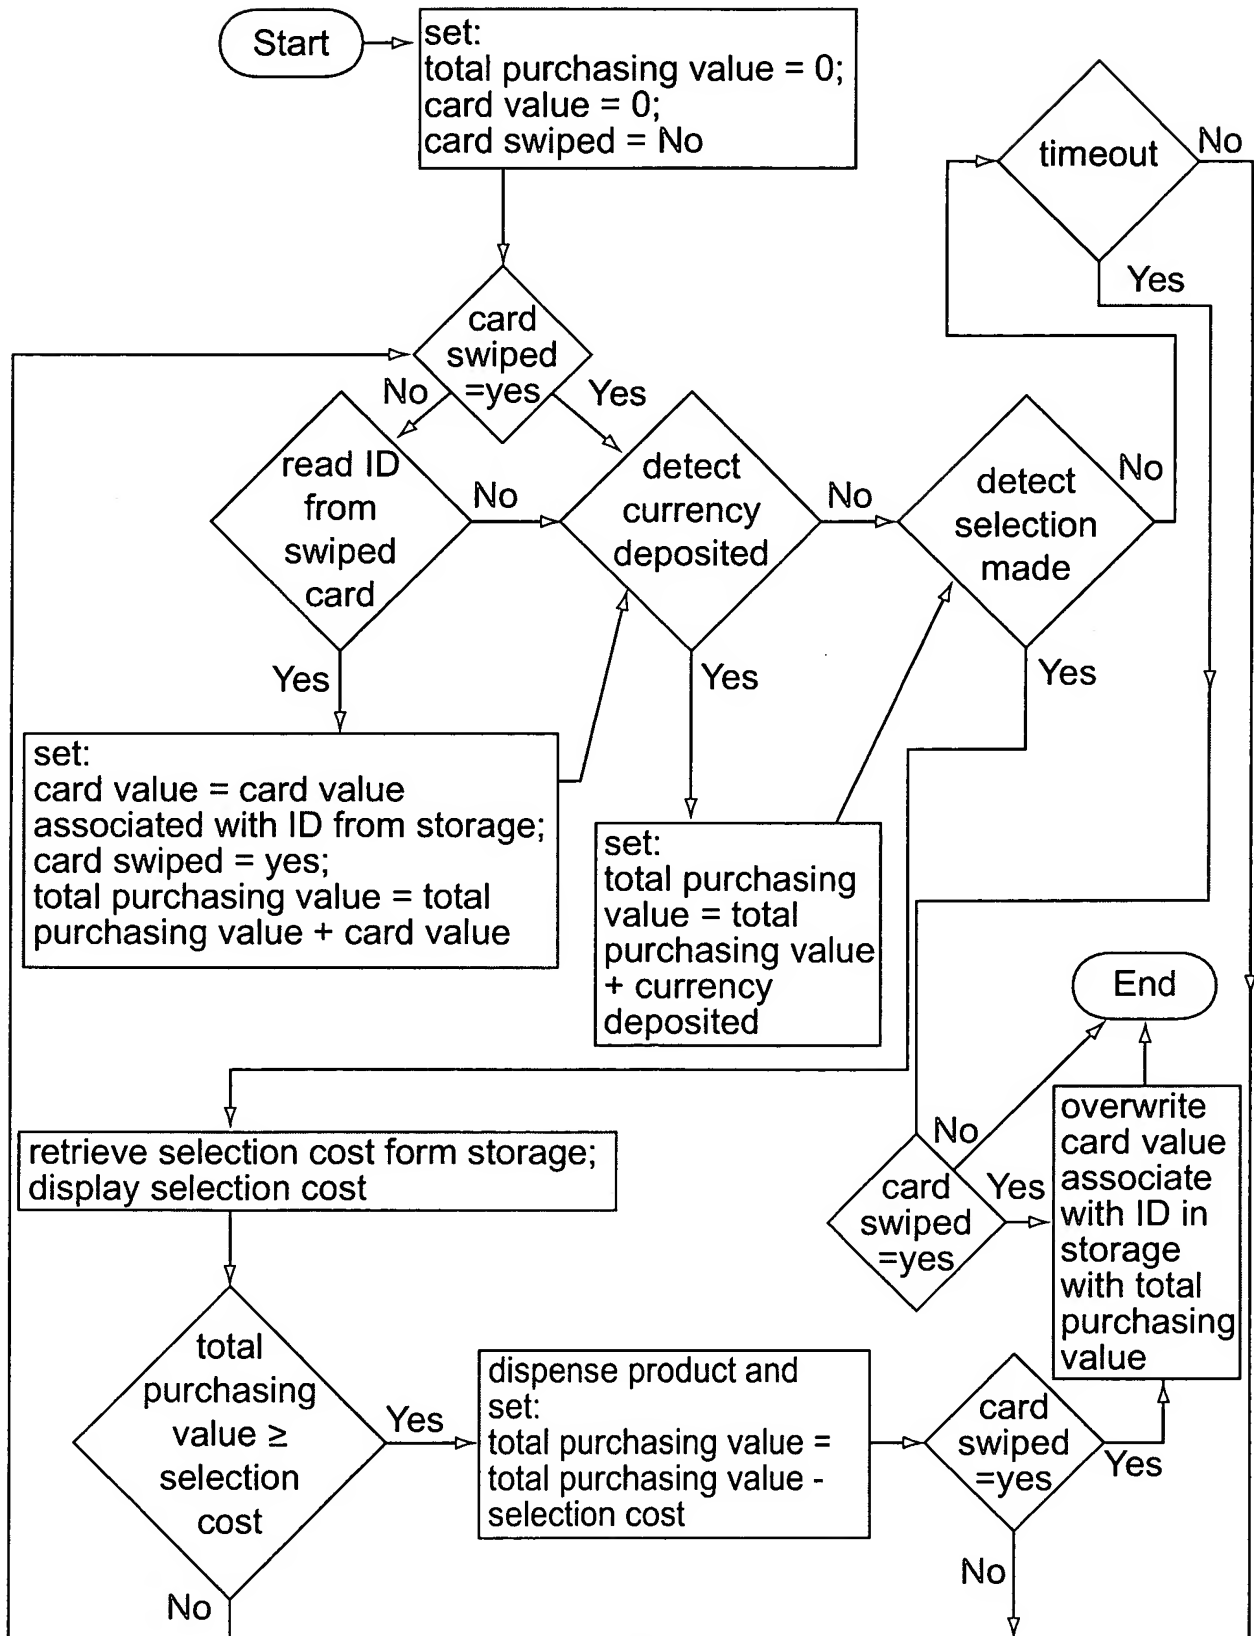 Start
set:
total purchasing value = 0;
card value = 0;
card swiped = No
timeout
No
Yes
card
swiped
=yes
No
Yes
read ID
from
swiped
card
No
Yes
detect
currency
deposited
No
Yes
detect
selection
made
No
Yes
set:
card value = card value
associated with ID from storage;
card swiped = yes;
total purchasing value = total
purchasing value + card value
set:
total purchasing
value = total
purchasing value
+ currency
deposited
End
retrieve selection cost form storage;
display selection cost
card
swiped
=yes
No
Yes
overwrite
card value
associate
with ID in
storage
with total
purchasing
value
total
purchasing
value ≥
selection
cost
Yes
No
dispense product and
set:
total purchasing value =
total purchasing value -
selection cost
card
swiped
=yes
Yes
No